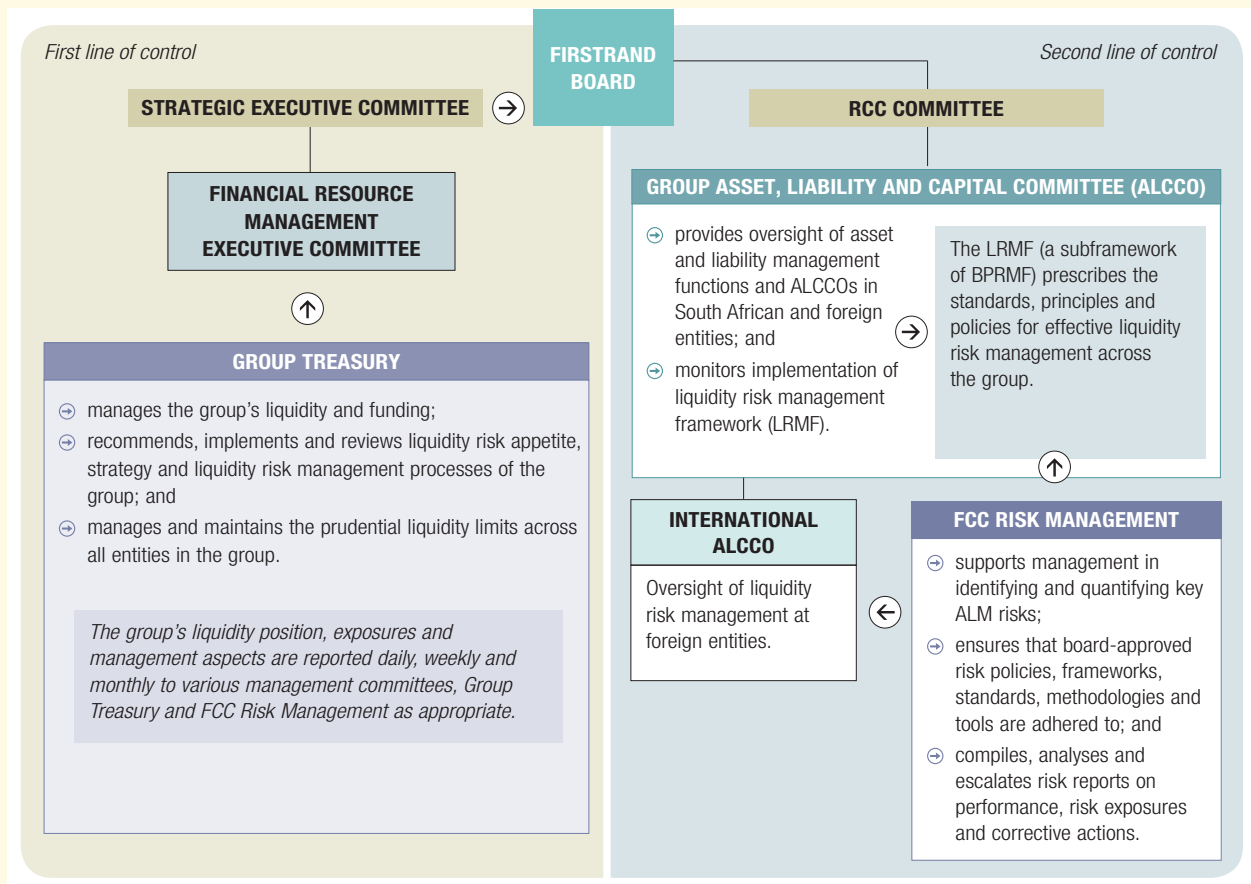 First line of control
FIRSTRAND
BOARD
Second line of control
STRATEGIC EXECUTIVE COMMITTEE
RCC COMMITTEE
FINANCIAL RESOURCE
MANAGEMENT
EXECUTIVE COMMITTEE
GROUP TREASURY
manages the group’s liquidity and funding;
recommends, implements and reviews liquidity risk appetite,
strategy and liquidity risk management processes of the
group; and
manages and maintains the prudential liquidity limits across
all entities in the group.
The group’s liquidity position, exposures and
management aspects are reported daily, weekly and
monthly to various management committees, Group
Treasury and FCC Risk Management as appropriate.
GROUP ASSET, LIABILITY AND CAPITAL COMMITTEE (ALCCO)
provides oversight of asset
and liability management
functions and ALCCOs in
South African and foreign
entities; and
monitors implementation of
liquidity risk management
framework (LRMF).
The LRMF (a subframework
of BPRMF) prescribes the
standards, principles and
policies for effective liquidity
risk management across
the group.
INTERNATIONAL
ALCCO
Oversight of liquidity
risk management at
foreign entities.
FCC RISK MANAGEMENT
supports management in
identifying and quantifying key
ALM risks;
ensures that board-approved
risk policies, frameworks,
standards, methodologies and
tools are adhered to; and
compiles, analyses and
escalates risk reports on
performance, risk exposures
and corrective actions.